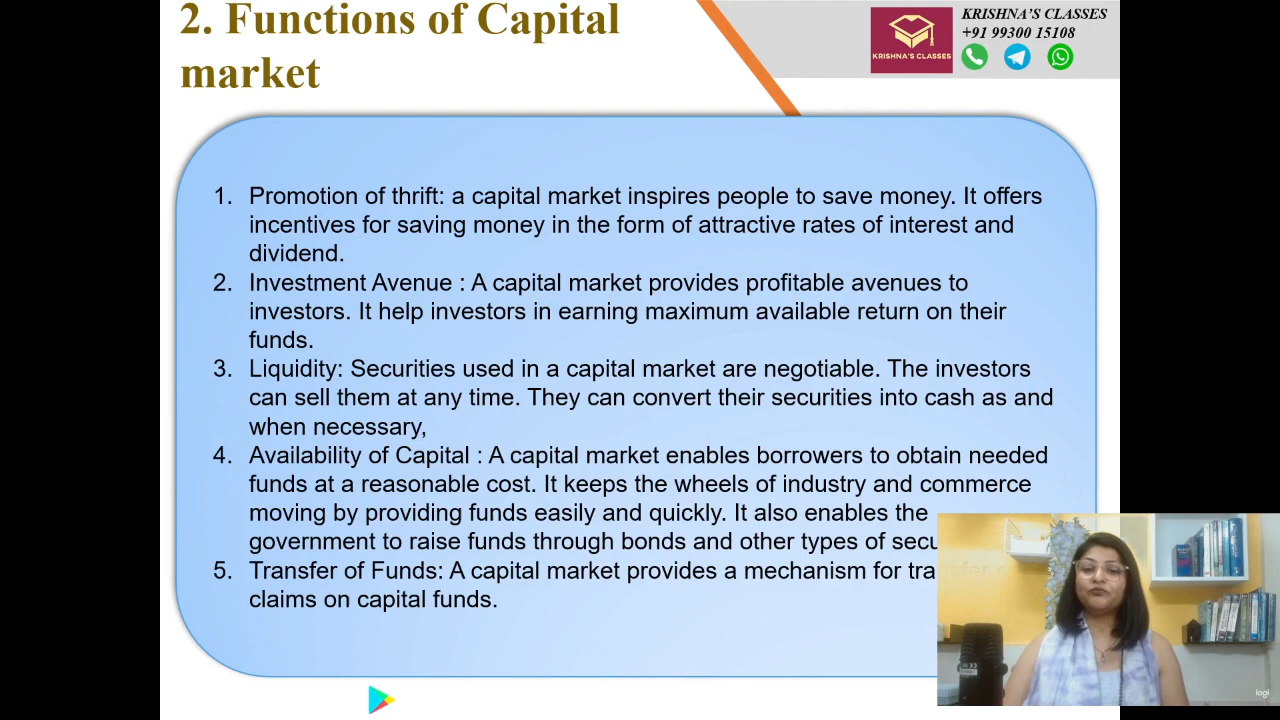 2. Functions of Capital
market
KRISHNA'S CLASSES
+91 99300 15108
KRISHNA'S CLASSES
1. Promotion of thrift: a capital market inspires people to save money. It offers
incentives for saving money in the form of attractive rates of interest and
dividend.
2. Investment Avenue : A capital market provides profitable avenues to
investors. It help investors in earning maximum available return on their
funds.
3. Liquidity: Securities used in a capital market are negotiable. The investors
can sell them at any time. They can convert their securities into cash as and
when necessary,
4. Availability of Capital : A capital market enables borrowers to obtain needed
funds at a reasonable cost. It keeps the wheels of industry and commerce
moving by providing funds easily and quickly. It also enables the
government to raise funds through bonds and other types of secu
5. Transfer of Funds: A capital market provides a mechanism for transfer
claims on capital funds.
logi